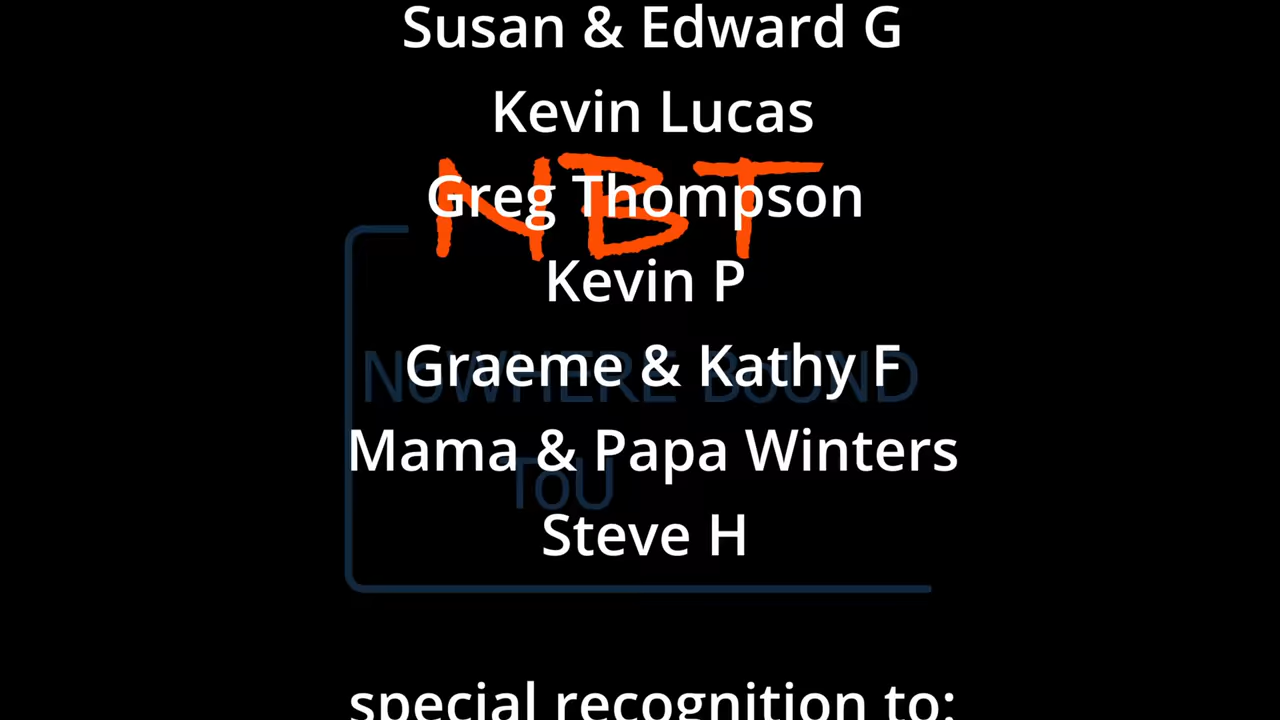 Susan & Edward G
Kevin Lucas
NBT
Greg Thompson
Kevin P
NoWHERE BoUND
Graeme & Kathy F
Mama & Papa Winters
ToU
Steve H
special recognition to: